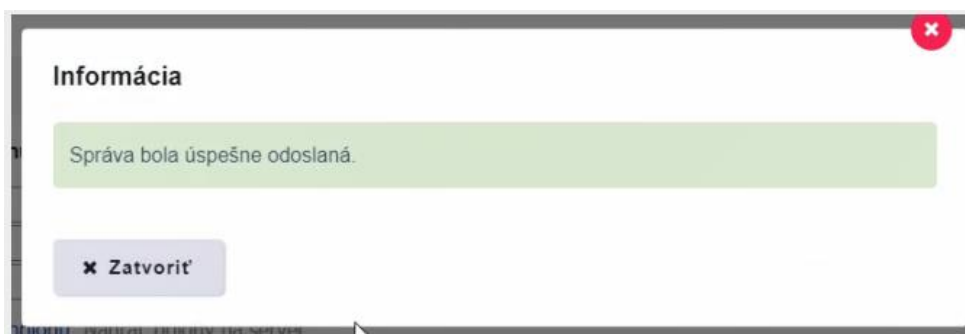 Informácia
Správa bola úspešne odoslaná.
✖ Zatvoriť